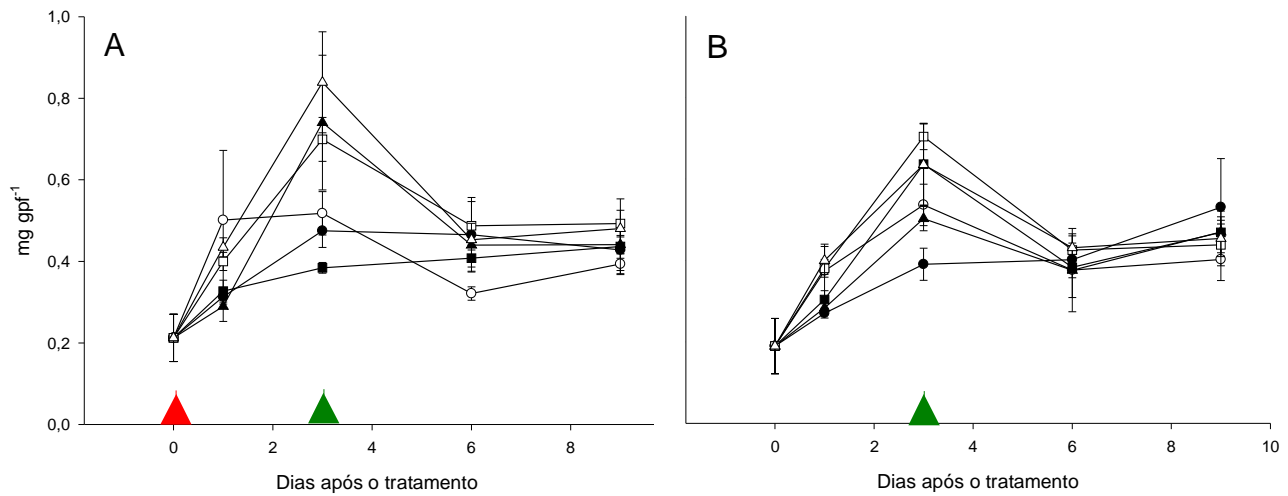 A
B
1,0
0,8
0,6
0,4
0,2
0,0
mg gpf-1
0 2 4 6 8
0 2 4 6 8 10
Dias após o tratamento
Dias após o tratamento